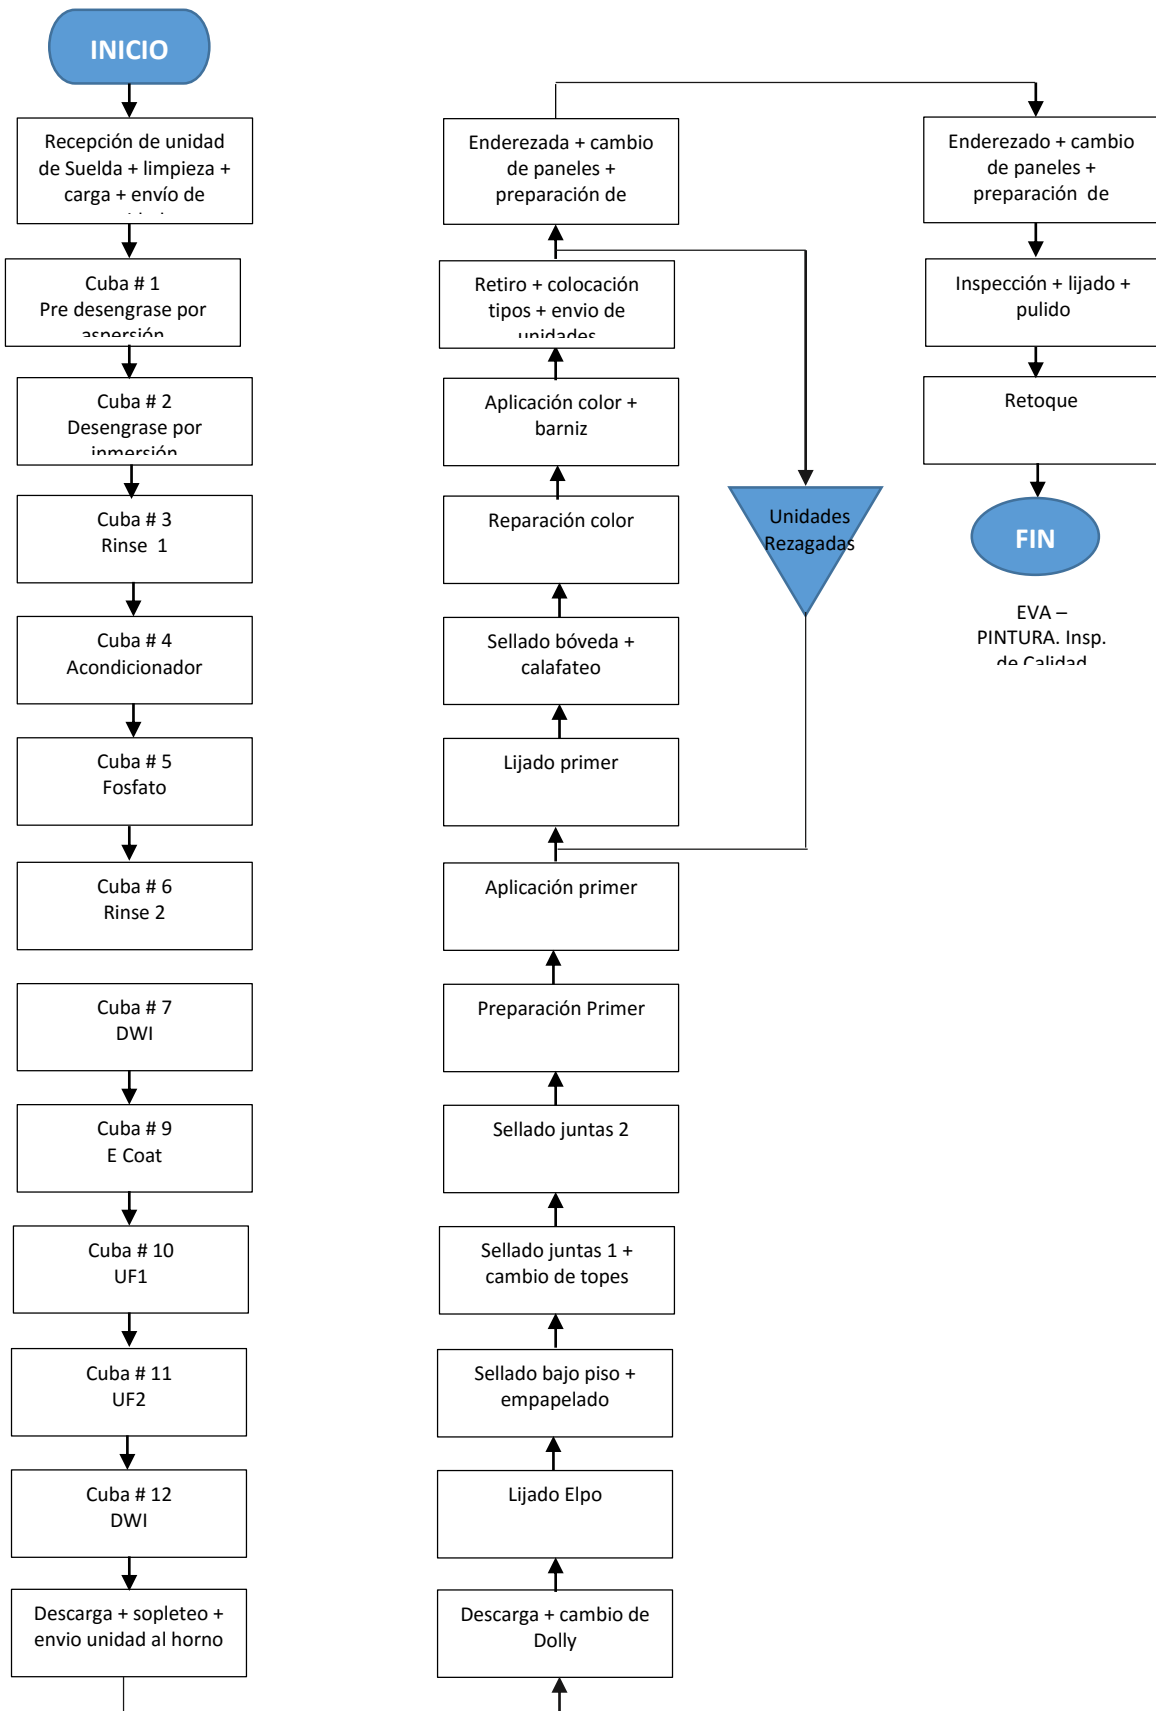 INICIO
Recepción de unidad
de Suelda + limpieza +
carga + envío de
Cuba # 1
Pre desengrase por
aspersión
Cuba # 2
Desengrase por
inmersión
Cuba # 3
Rinse 1
Cuba # 4
Acondicionador
Cuba # 5
Fosfato
Cuba # 6
Rinse 2
Cuba # 7
DWI
Cuba # 9
E Coat
Cuba # 10
UF1
Cuba # 11
UF2
Cuba # 12
DWI
Descarga + sopleteo +
envio unidad al horno
Enderezada + cambio
de paneles +
preparación de
Retiro + colocación
tipos + envio de
unidades
Aplicación color +
barniz
Reparación color
Sellado bóveda +
calafateo
Lijado primer
Aplicación primer
Preparación Primer
Sellado juntas 2
Sellado juntas 1 +
cambio de topes
Sellado bajo piso +
empapelado
Lijado Elpo
Descarga + cambio de
Dolly
Unidades
Rezagadas
Enderezado + cambio
de paneles +
preparación de
Inspección + lijado +
pulido
Retoque
FIN
EVA –
PINTURA. Insp.
de Calidad